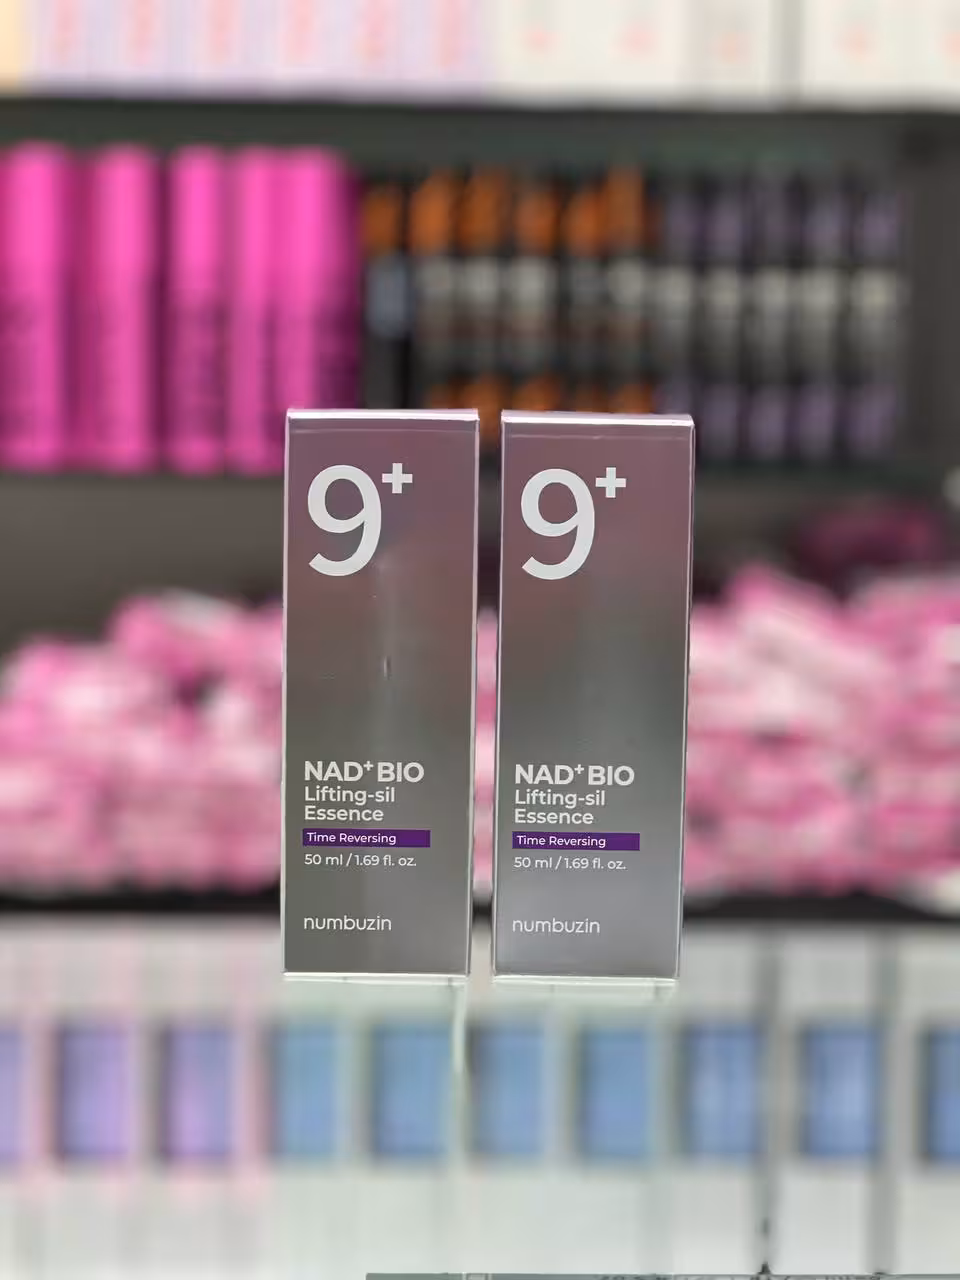 9+
NAD+ BIO
Lifting-sil
Essence
Time Reversing
50 ml / 1.69 fl. oz.
numbuzin
9+
NAD+ BIO
Lifting-sil
Essence
Time Reversing
50 ml / 1.69 fl. oz.
numbuzin